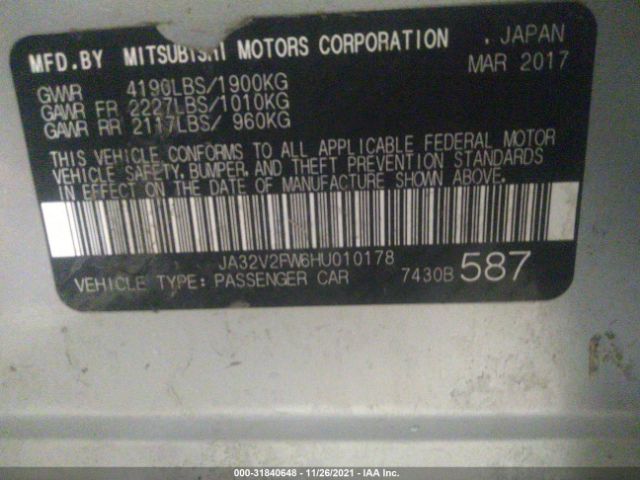 MFD.BY MITSUBISHI MOTORS CORPORATION . JAPAN
MAR 2017
GVWR 4190LBS/1900KG
GAWR FR 2227LBS/1010KG
GAWR RR 2117LBS/ 960KG
THIS VEHICLE CONFORMS TO ALL APPLICABLE FEDERAL MOTOR
VEHICLE SAFETY, BUMPER, AND THEFT PREVENTION STANDARDS
IN EFFECT ON THE DATE OF MANUFACTURE SHOWN ABOVE.
JA32V2FW6HU010178
VEHICLE TYPE: PASSENGER CAR 7430B 587
000-31840648 - 11/26/2021 - IAA Inc.